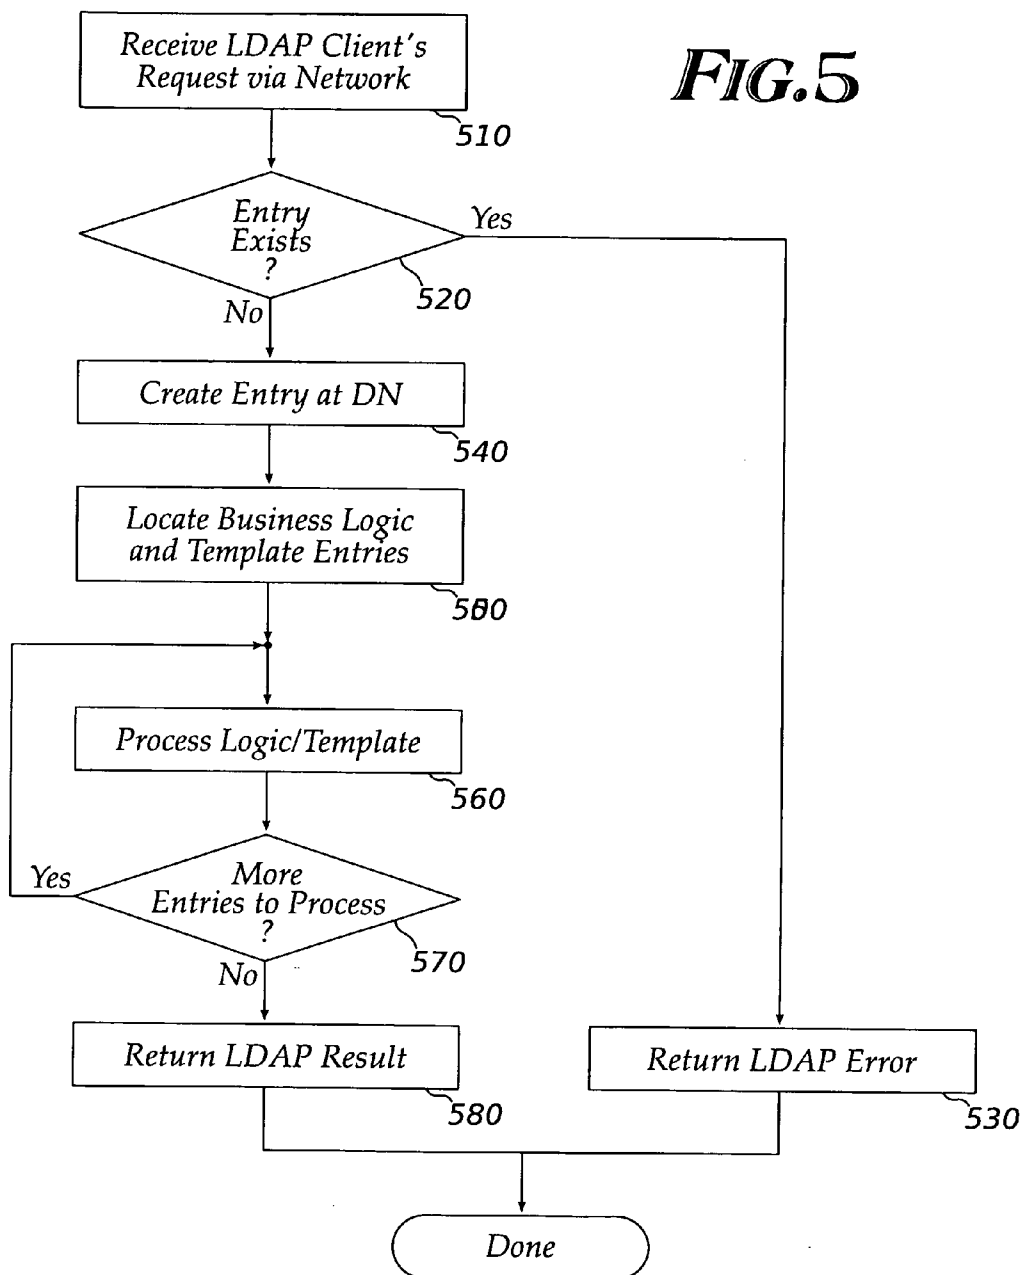 FIG.5
Receive LDAP Client's
Request via Network
510
Entry
Exists
?
Yes
520
No
Create Entry at DN
540
Locate Business Logic
and Template Entries
Process Logic/Template
560
Yes
More
Entries to Process
?
570
No
Return LDAP Result
580
Return LDAP Error
530
Done